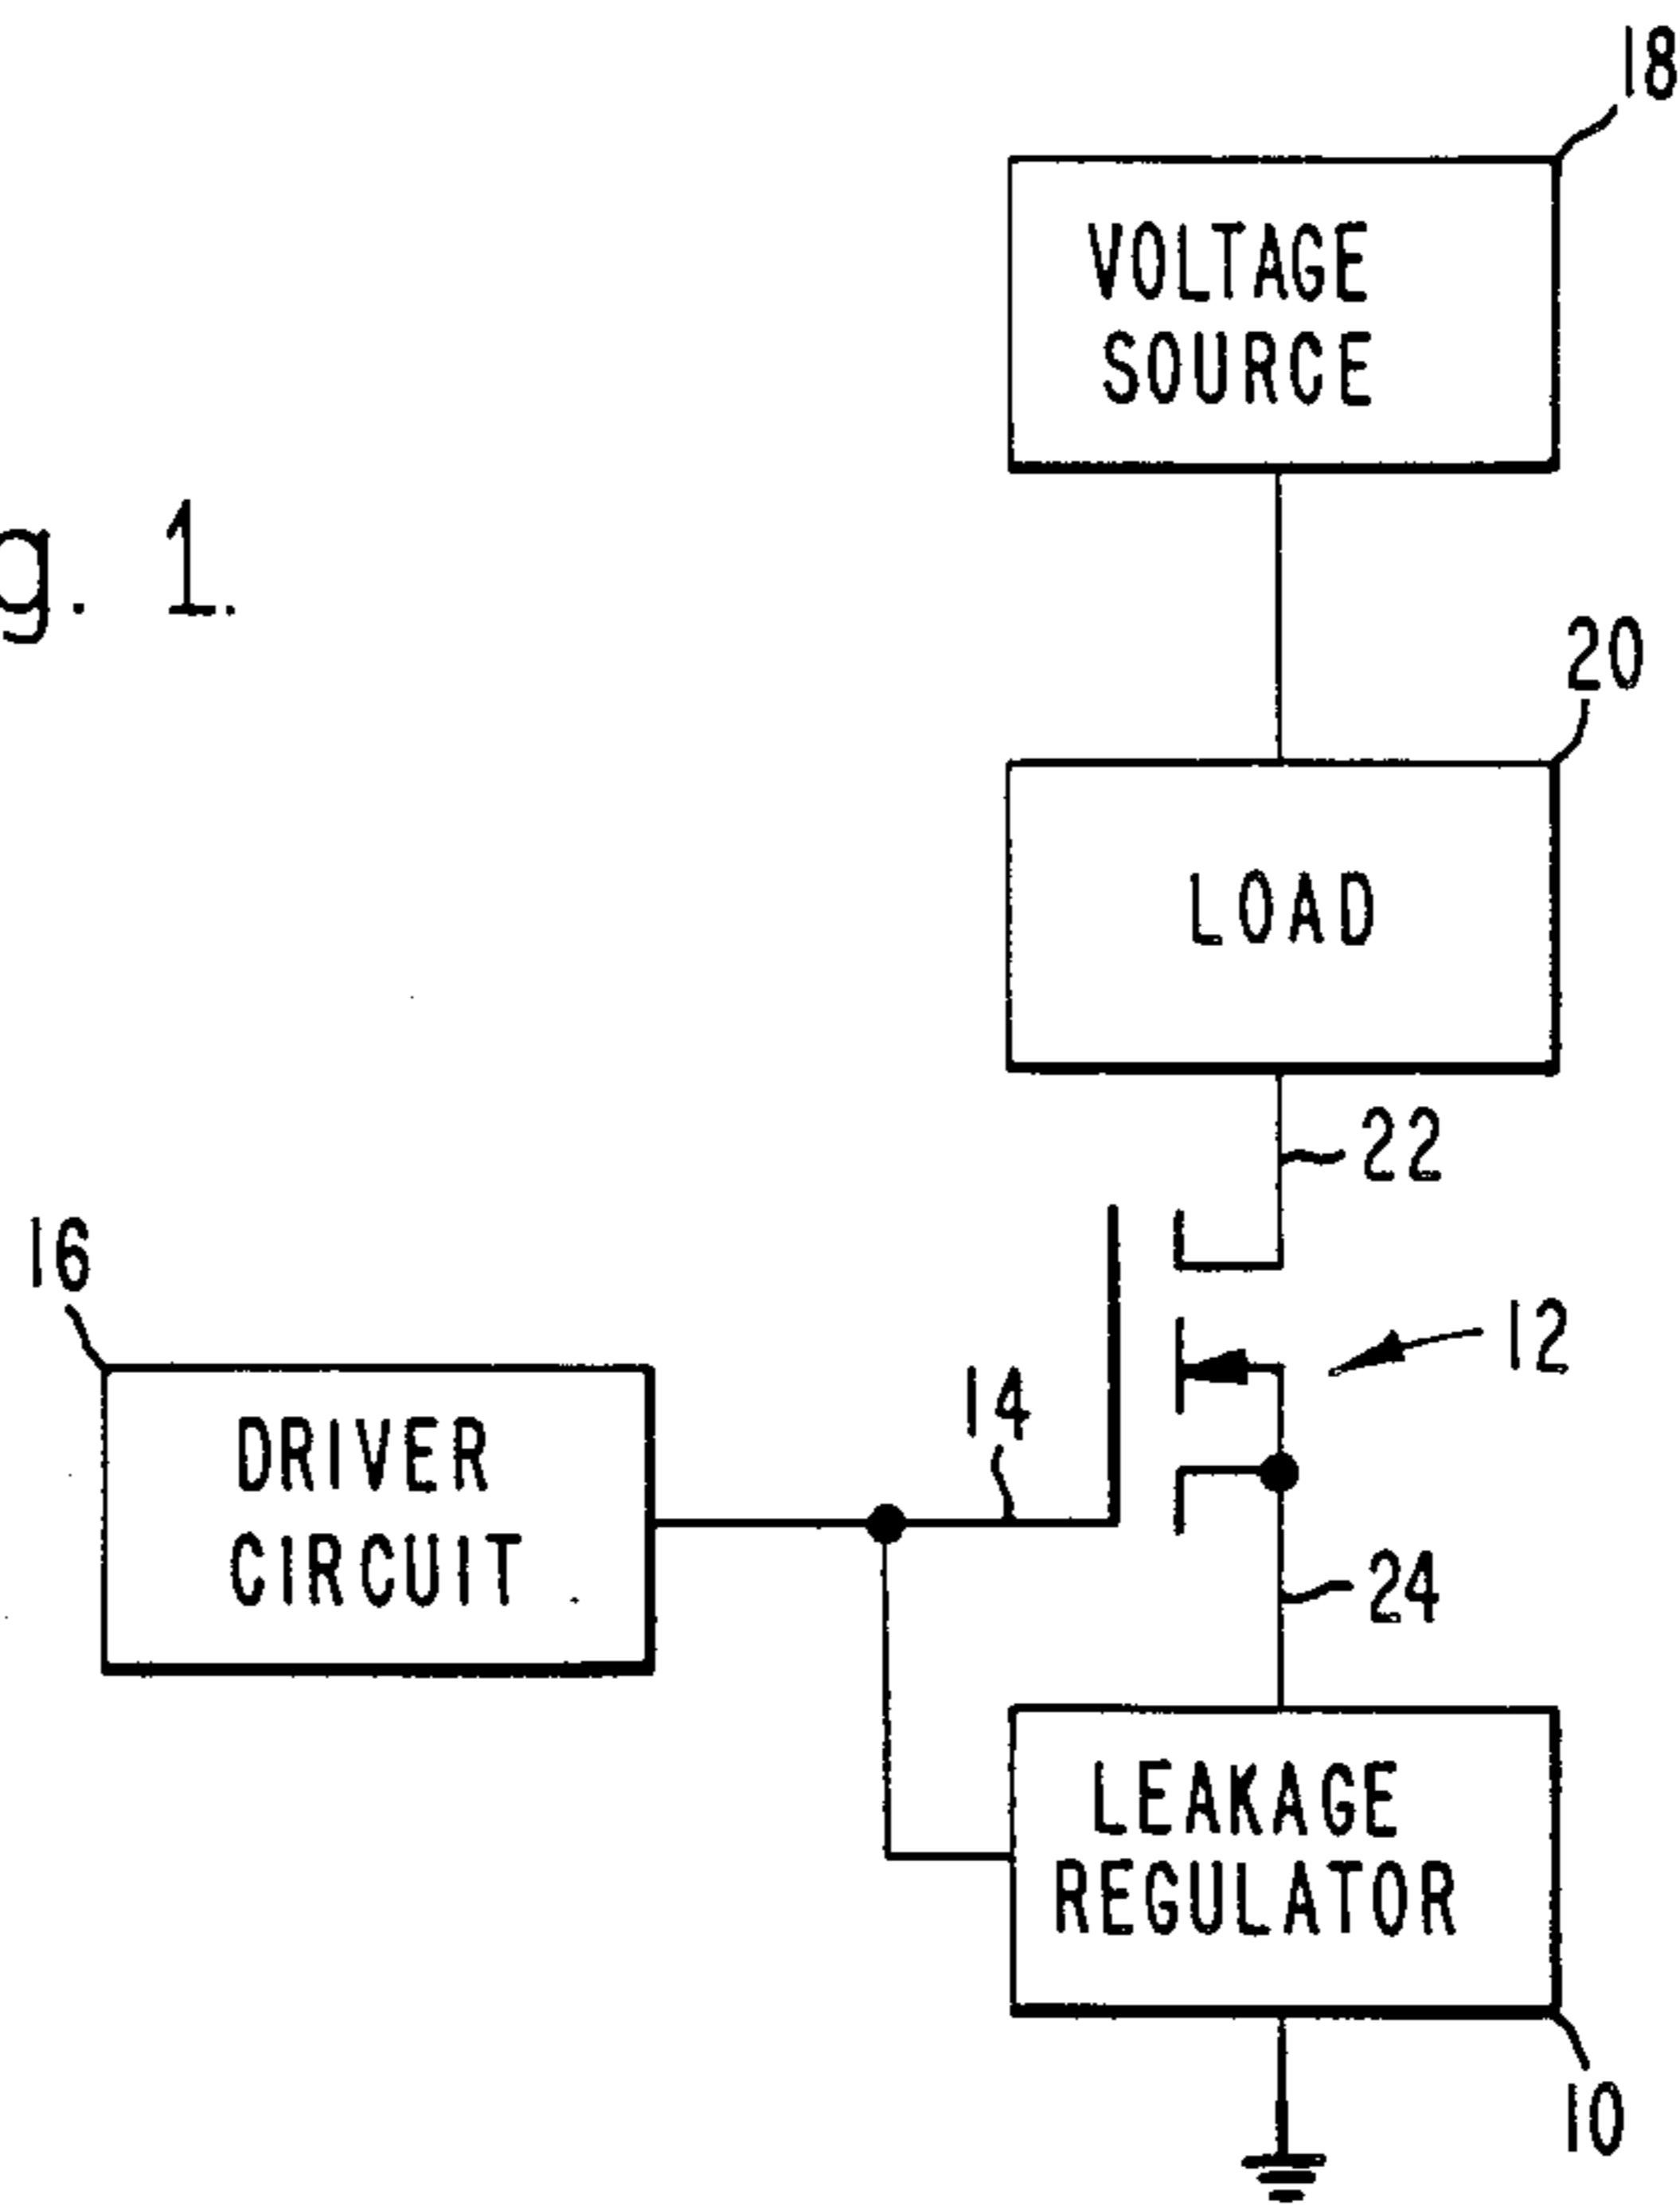 18
VOLTAGE
SOURCE
g. 1.
20
LOAD
22
16
12
14
DRIVER
CIRCUIT
24
LEAKAGE
REGULATOR
10